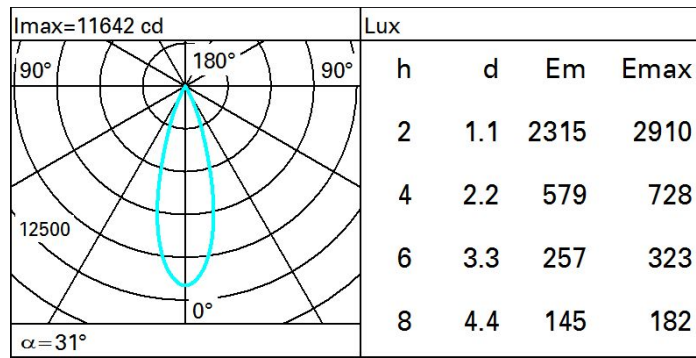 Imax=11642 cd
90° 180° 90°
12500
0°
α=31°
Lux
h d Em Emax
2 1.1 2315 2910
4 2.2 579 728
6 3.3 257 323
8 4.4 145 182